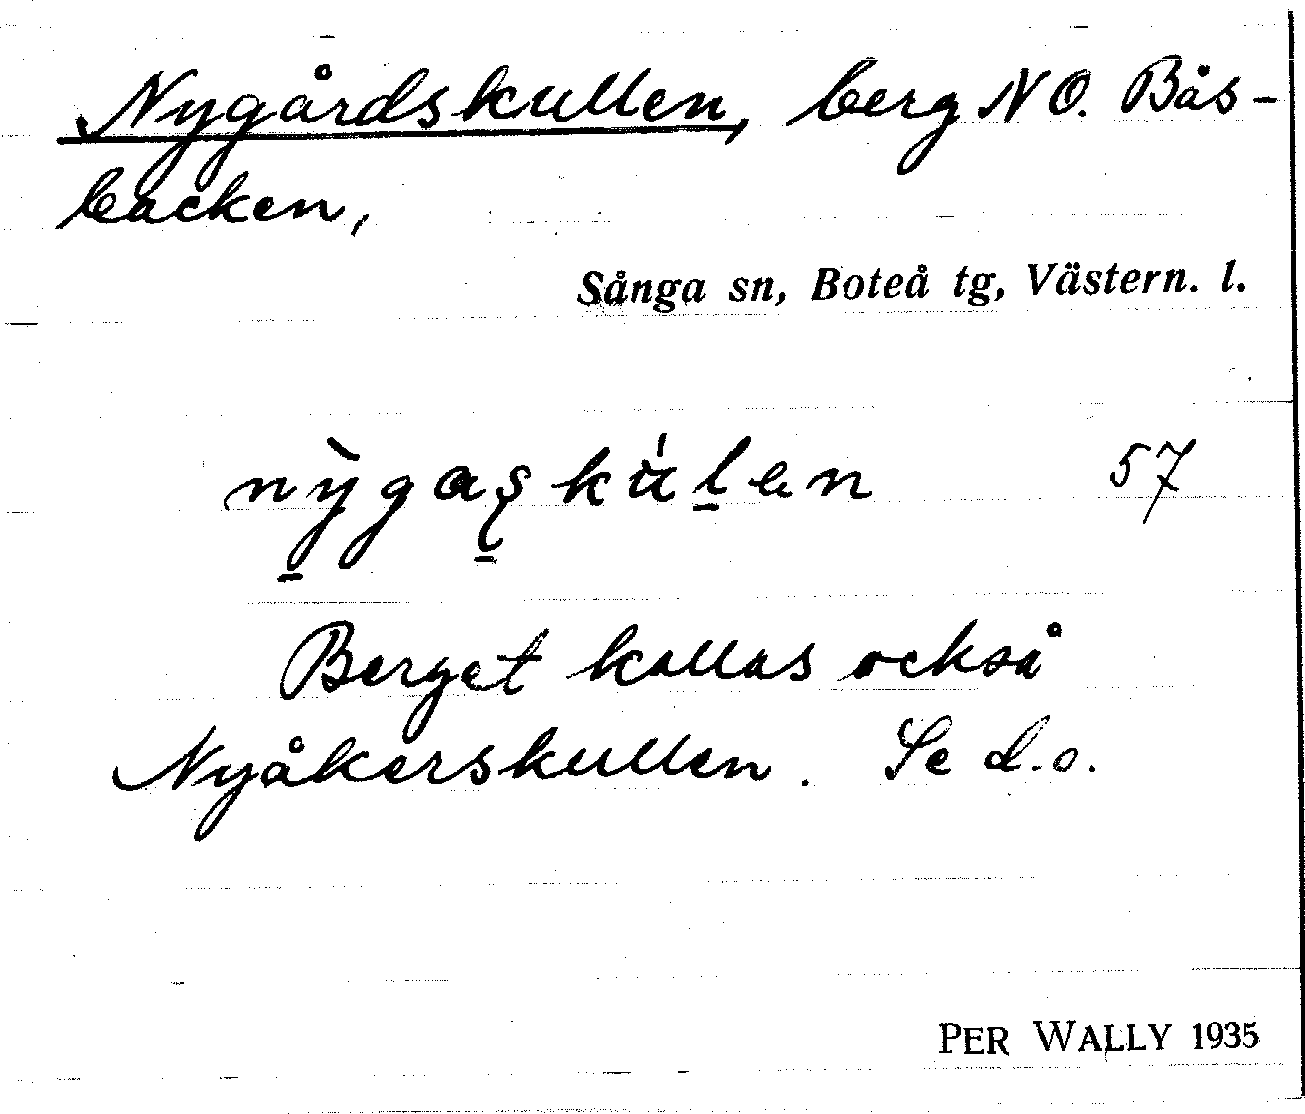 Nygårdskullen, berg NO. Bås-
backen,
Sånga sn, Boteå tg, Västern. l.
nỳgaʂkúlen 57
Berget kallas också
Nyåkerskullen. Se d.o.
PER WALLY 1935